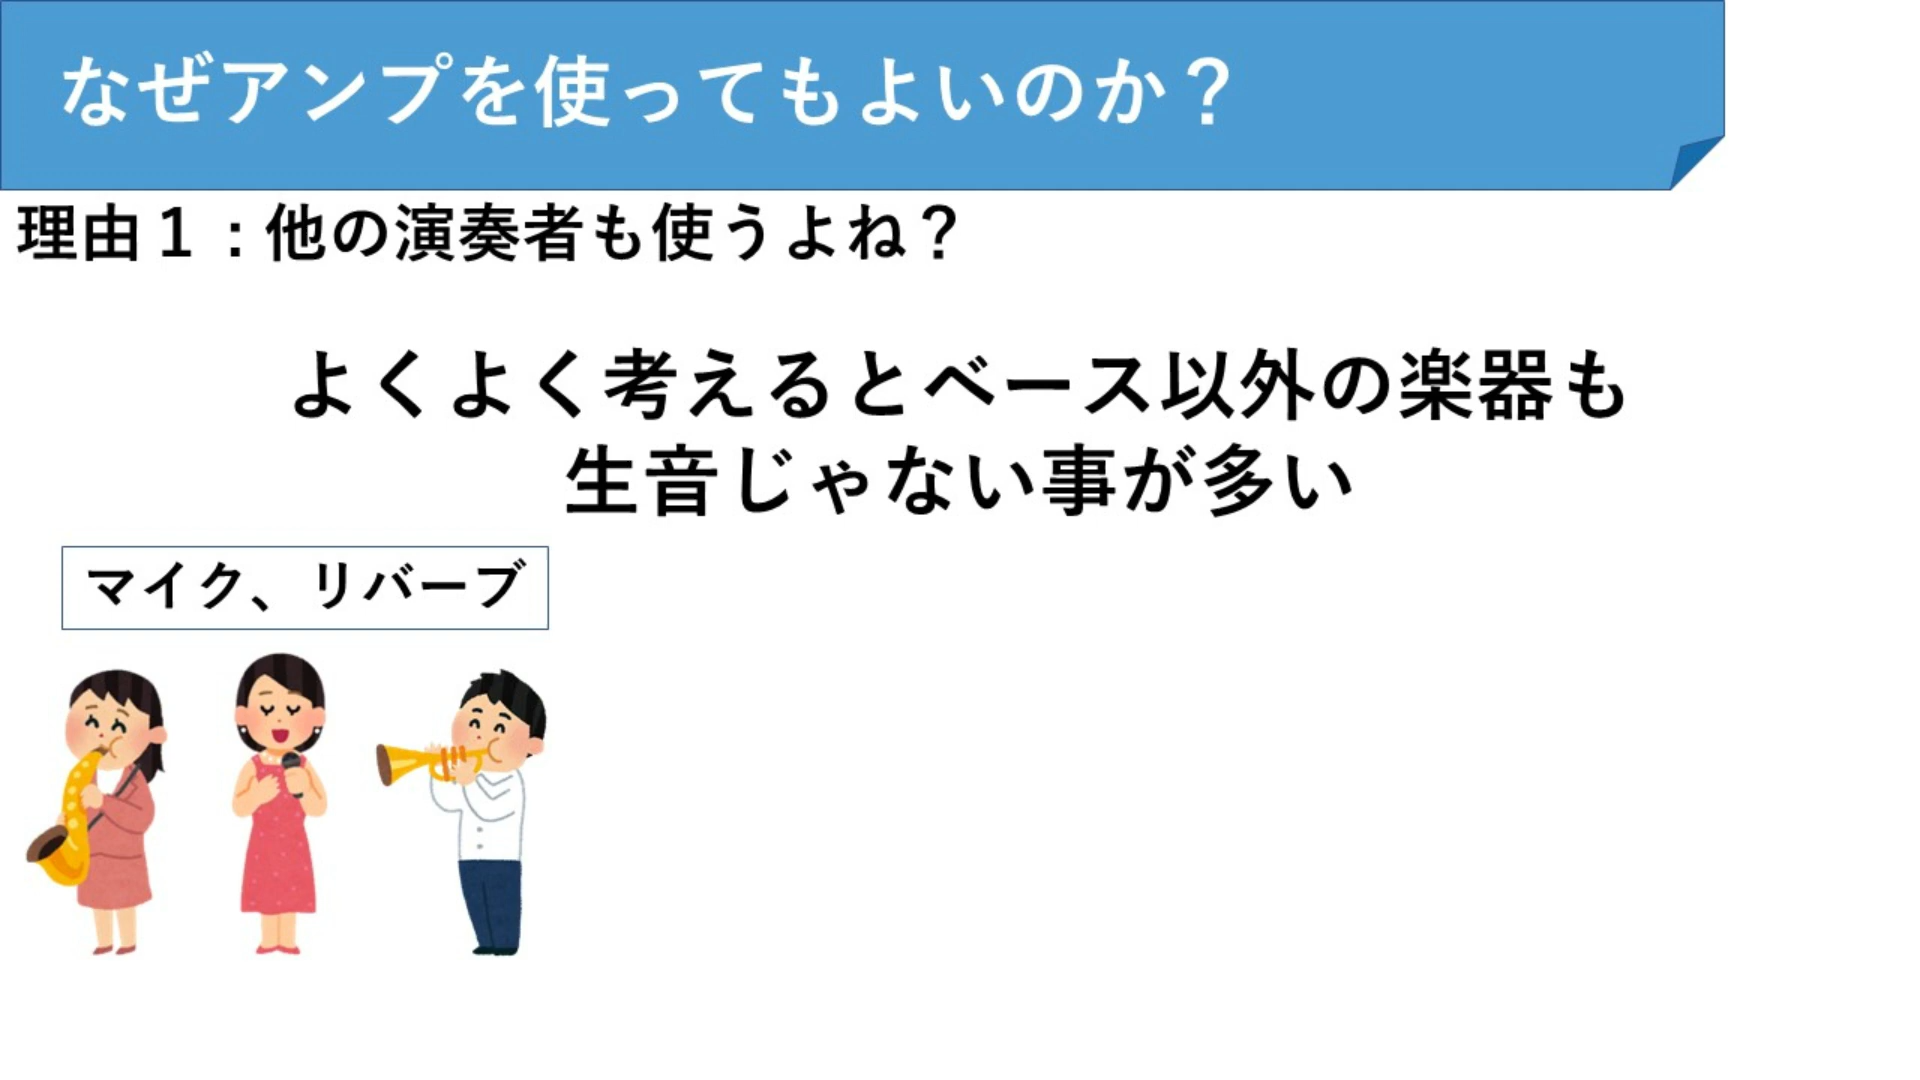 なぜアンプを使ってもよいのか？
理由１：他の演奏者も使うよね？
よくよく考えるとベース以外の楽器も
生音じゃない事が多い
マイク、リバーブ